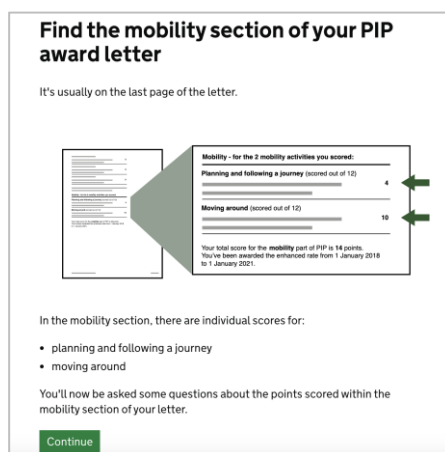 Find the mobility section of your PIP
award letter
It's usually on the last page of the letter.
Mobility - for the 2 mobility activities you scored:
Planning and following a journey (scored out of 12)
4
Moving around (scored out of 12)
10
Your total score for the mobility part of PIP is 14 points.
You've been awarded the enhanced rate from 1 January 2018
to 1 January 2021.
In the mobility section, there are individual scores for:
• planning and following a journey
• moving around
You'll now be asked some questions about the points scored within the
mobility section of your letter.
Continue